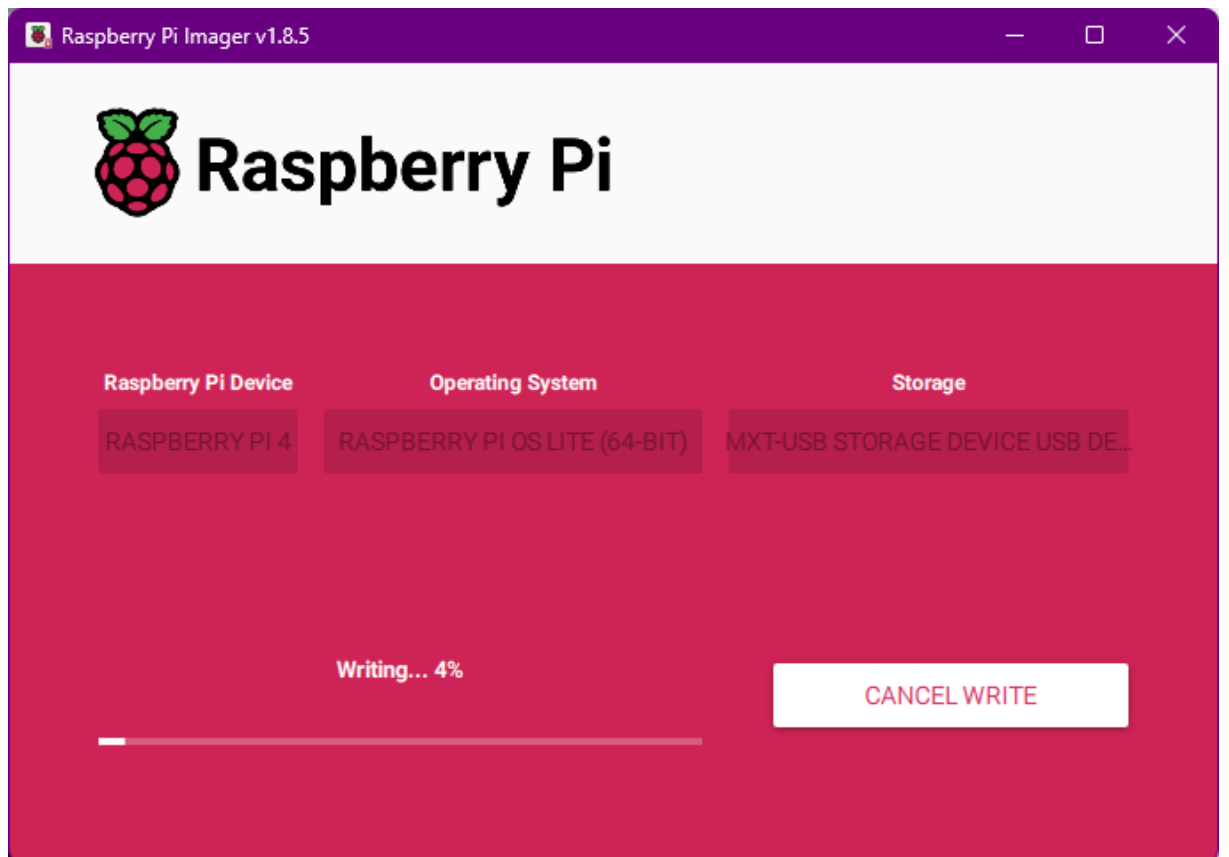 Raspberry Pi Imager v1.8.5
Raspberry Pi
Raspberry Pi Device
Operating System
Storage
RASPBERRY PI 4
RASPBERRY PI OS LITE (64-BIT)
MXT-USB STORAGE DEVICE USB DE...
Writing... 4%
CANCEL WRITE